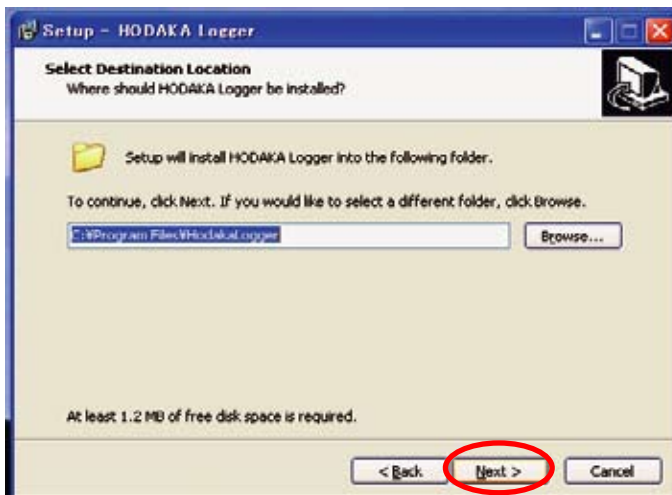 Setup - HODAKA Logger
Select Destination Location
Where should HODAKA Logger be installed?
Setup will install HODAKA Logger into the following folder.
To continue, click Next. If you would like to select a different folder, click Browse.
C:¥Program Files¥HodakaLogger
Browse...
At least 1.2 MB of free disk space is required.
< Back
Next >
Cancel